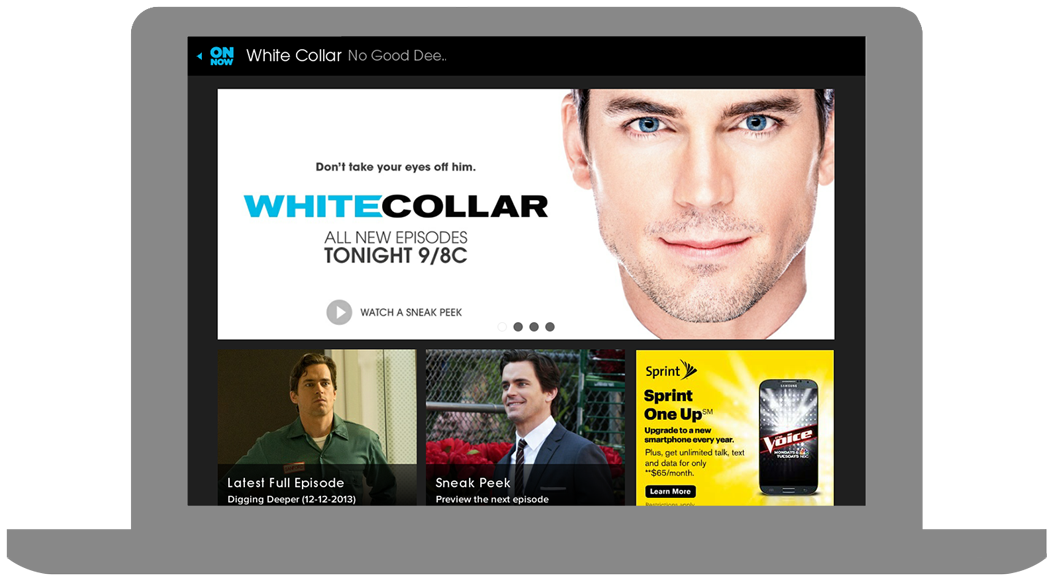 ON
NOW
White Collar No Good Dee..
Don't take your eyes off him.
WHITECOLLAR
ALL NEW EPISODES
TONIGHT 9/8C
WATCH A SNEAK PEEK
Latest Full Episode
Digging Deeper (12-12-2013)
Sneak Peek
Preview the next episode
Sprint
Sprint
One Up℠
Upgrade to a new
smartphone every year.
Plus, get unlimited talk, text
and data for only
**$65/month.
Learn More
SAMSUNG
the
Voice
MONDAYS &
TUESDAYS NBC